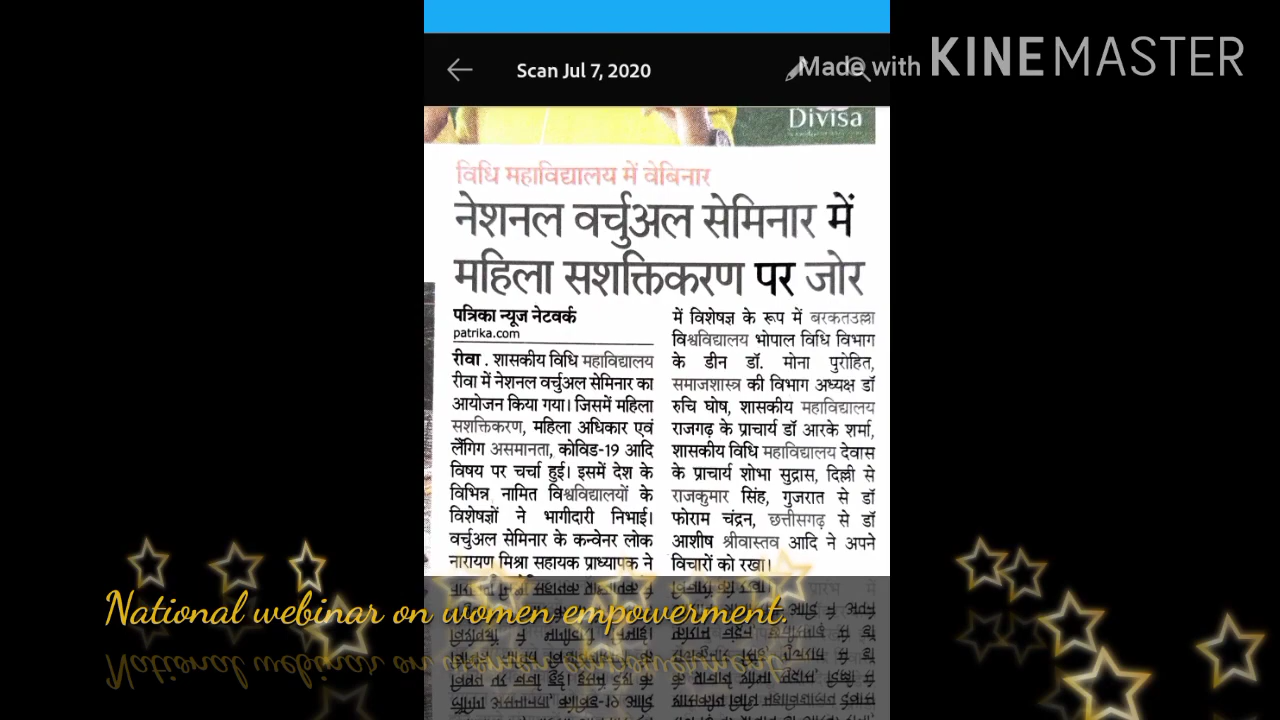 Made with KINEMASTER
Scan Jul 7, 2020
Divisa
विधि महाविद्यालय में वेबिनार
नेशनल वर्चुअल सेमिनार में
महिला सशक्तिकरण पर जोर
पत्रिका न्यूज नेटवर्क
patrika.com
रीवा . शासकीय विधि महाविद्यालय
रीवा में नेशनल वर्चुअल सेमिनार का
आयोजन किया गया। जिसमें महिला
सशक्तिकरण, महिला अधिकार एवं
लैंगिग असमानता, कोविड-19 आदि
विषय पर चर्चा हुई। इसमें देश के
विभिन्न नामित विश्वविद्यालयों के
विशेषज्ञों ने भागीदारी निभाई।
वर्चुअल सेमिनार के कन्वेनर लोक
नारायण मिश्रा सहायक प्राध्यापक ने
में विशेषज्ञ के रूप में बरकतउल्ला
विश्वविद्यालय भोपाल विधि विभाग
के डीन डॉ. मोना पुरोहित,
समाजशास्त्र की विभाग अध्यक्ष डॉ
रुचि घोष, शासकीय महाविद्यालय
राजगढ़ के प्राचार्य डॉ आरके शर्मा,
शासकीय विधि महाविद्यालय देवास
के प्राचार्य शोभा सुद्रास, दिल्ली से
राजकुमार सिंह, गुजरात से डॉ
फोराम चंद्रन, छत्तीसगढ़ से डॉ
आशीष श्रीवास्तव आदि ने अपने
विचारों को रखा।
National webinar on women empowerment.